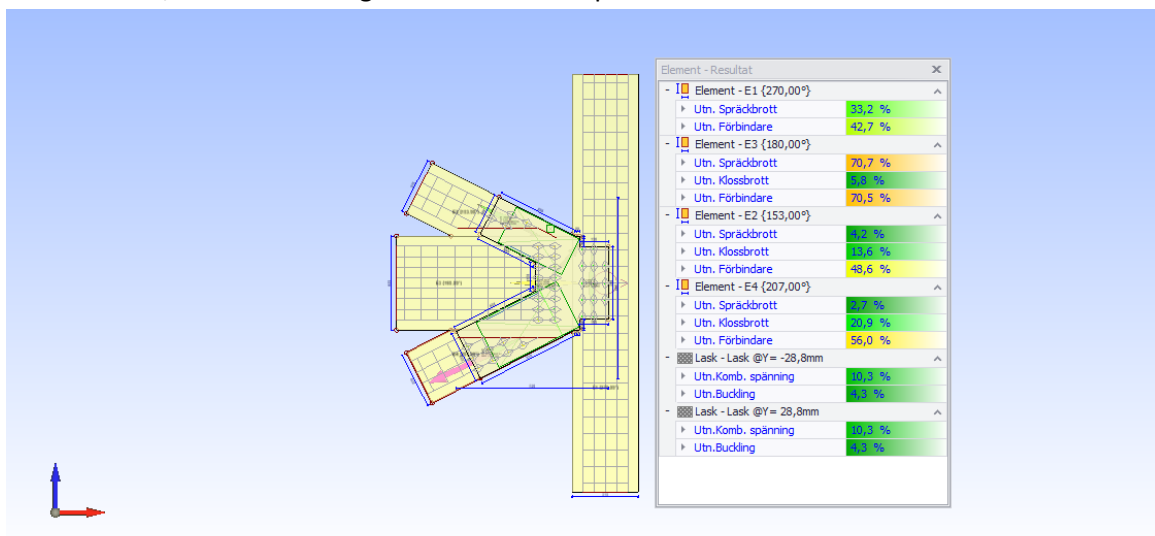 Element - Resultat
Element - E1 {270,00°}
Utn. Spräckbrott 33,2 %
Utn. Förbindare 42,7 %
Element - E3 {180,00°}
Utn. Spräckbrott 70,7 %
Utn. Klossbrott 5,8 %
Utn. Förbindare 70,5 %
Element - E2 {153,00°}
Utn. Spräckbrott 4,2 %
Utn. Klossbrott 13,6 %
Utn. Förbindare 48,6 %
Element - E4 {207,00°}
Utn. Spräckbrott 2,7 %
Utn. Klossbrott 20,9 %
Utn. Förbindare 56,0 %
Lask - Lask @Y= -28,8mm
Utn.Komb. spänning 10,3 %
Utn.Buckling 4,3 %
Lask - Lask @Y= 28,8mm
Utn.Komb. spänning 10,3 %
Utn.Buckling 4,3 %